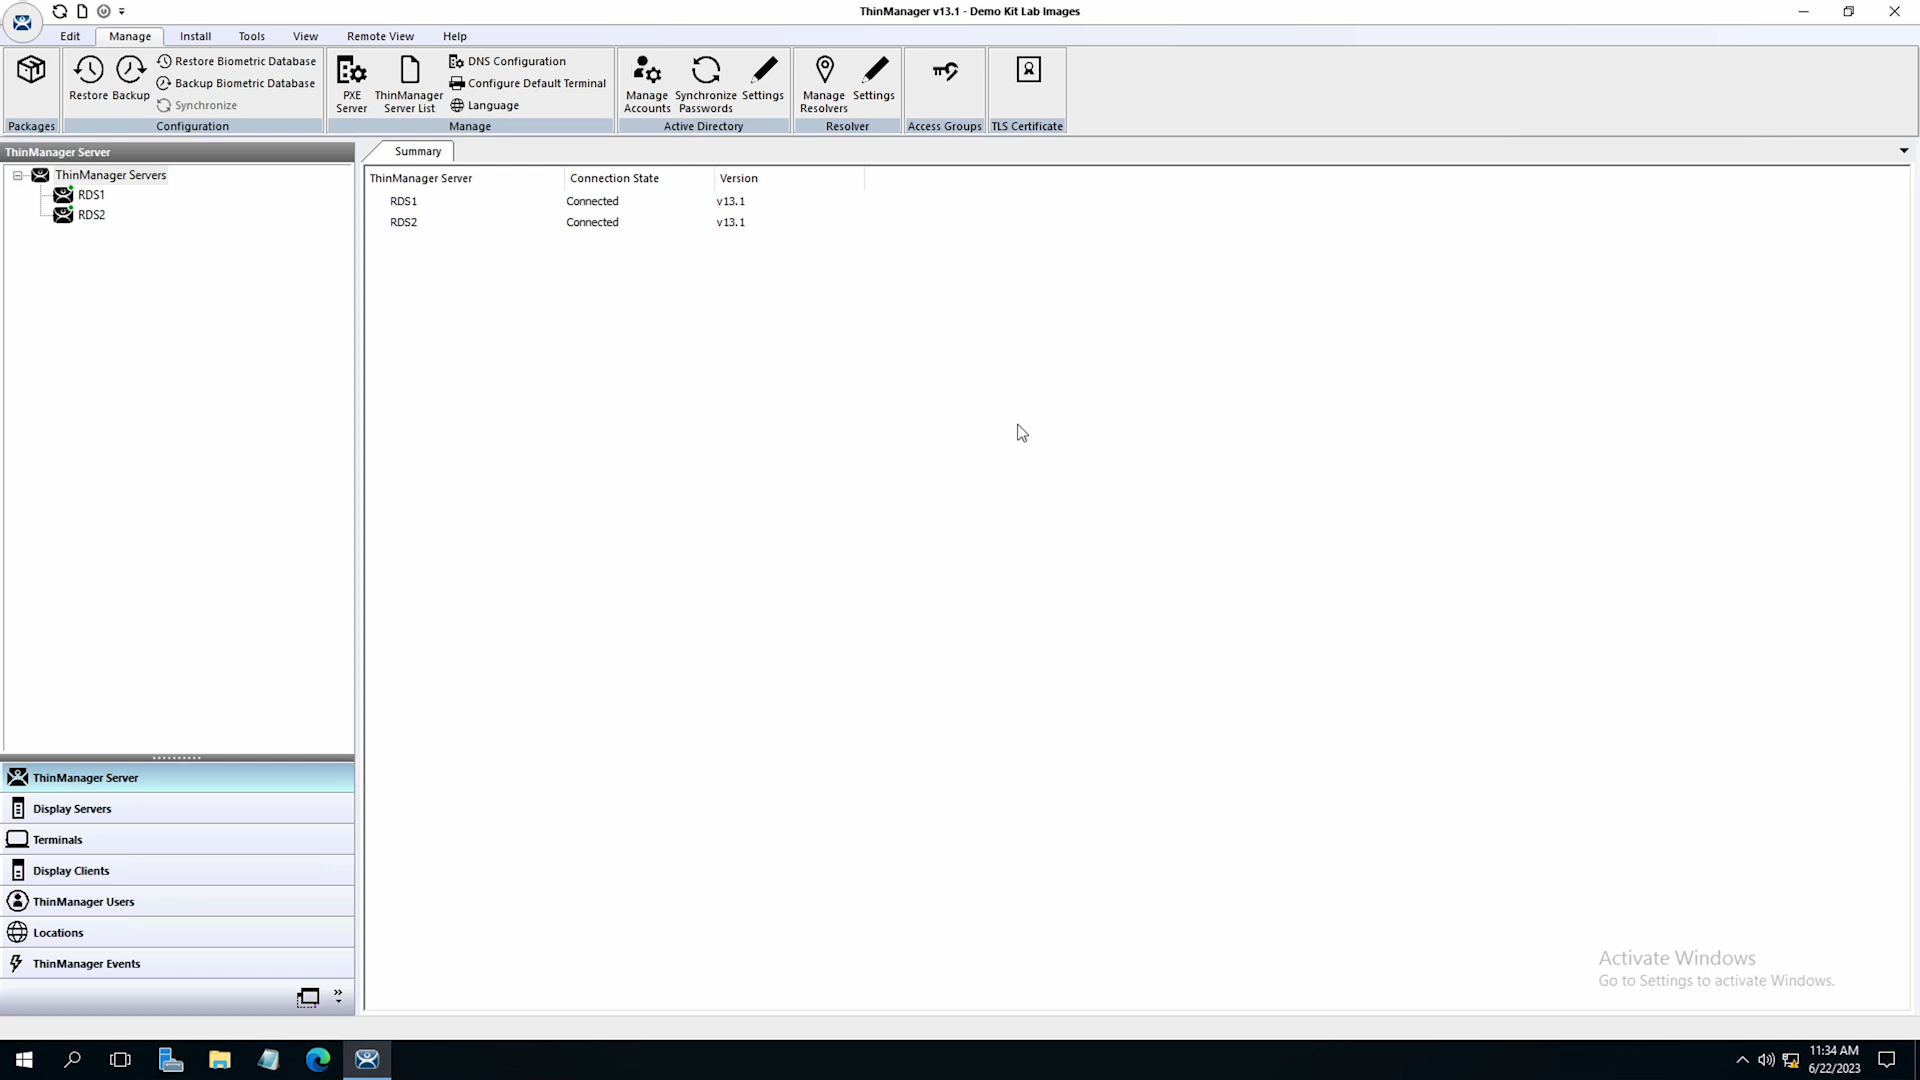 ThinManager v13.1 - Demo Kit Lab Images
Edit Manage Install Tools View Remote View Help
Restore Backup
Restore Biometric Database
Backup Biometric Database
Synchronize
PXE Server
ThinManager Server List
DNS Configuration
Configure Default Terminal
Language
Manage Accounts
Synchronize Passwords
Settings
Manage Resolvers
Settings
Packages Configuration Manage Active Directory Resolver Access Groups TLS Certificate
ThinManager Server
ThinManager Servers
RDS1
RDS2
Summary
ThinManager Server Connection State Version
RDS1 Connected v13.1
RDS2 Connected v13.1
ThinManager Server
Display Servers
Terminals
Display Clients
ThinManager Users
Locations
ThinManager Events
Activate Windows
Go to Settings to activate Windows.
11:34 AM
6/22/2023